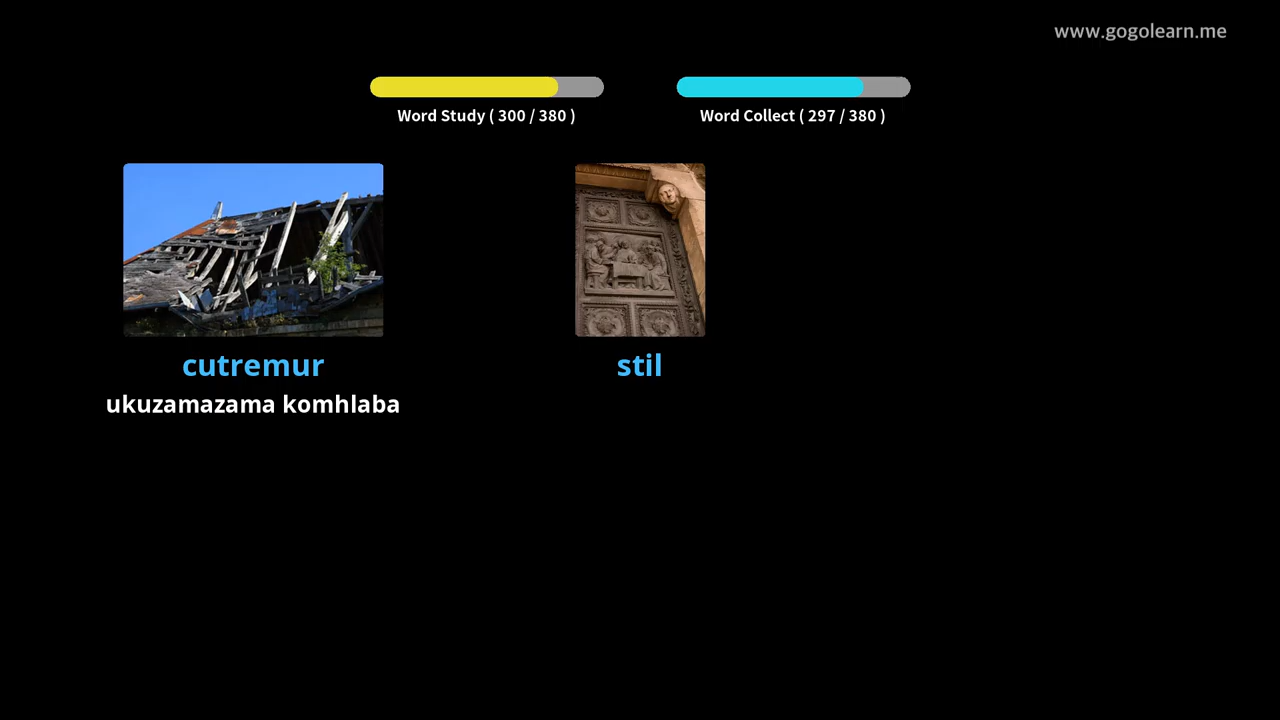 www.gogolearn.me
Word Study ( 300 / 380 )
Word Collect ( 297 / 380 )
cutremur
stil
ukuzamazama komhlaba